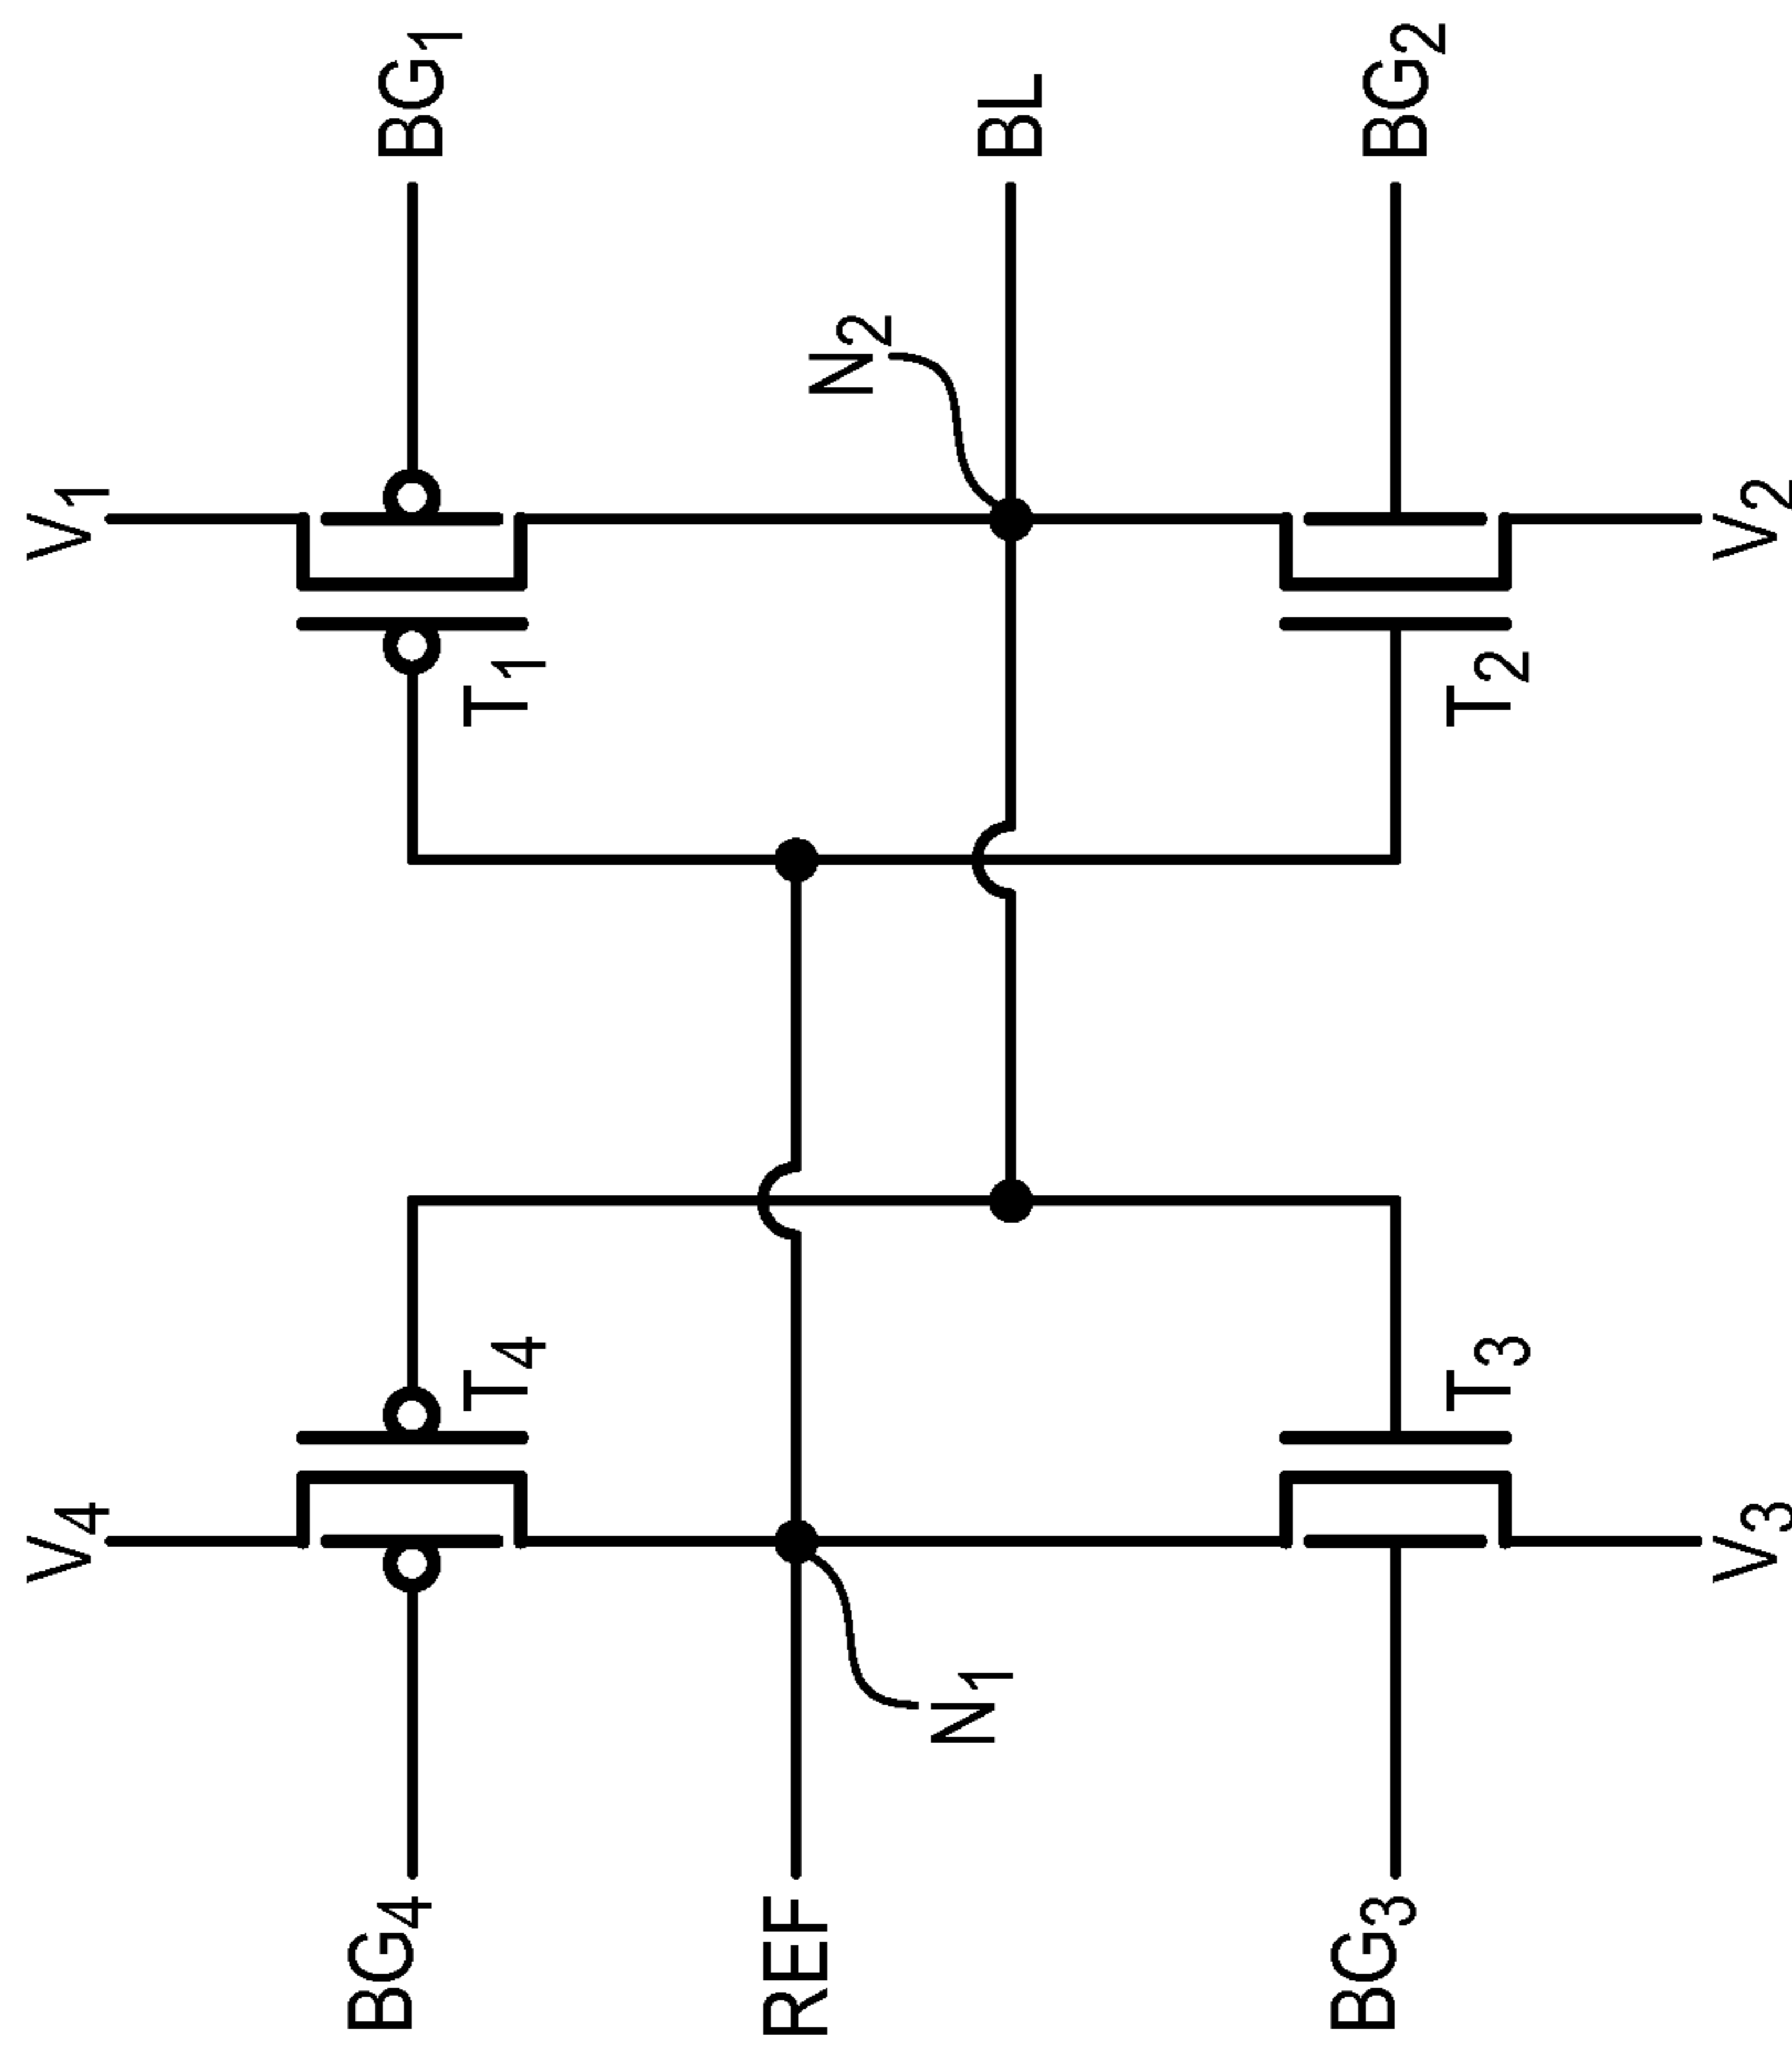 V₁
BG₁
T₁
N₂
BL
BG₂
T₂
V₂
V₄
T₄
BG₄
N₁
REF
T₃
BG₃
V₃